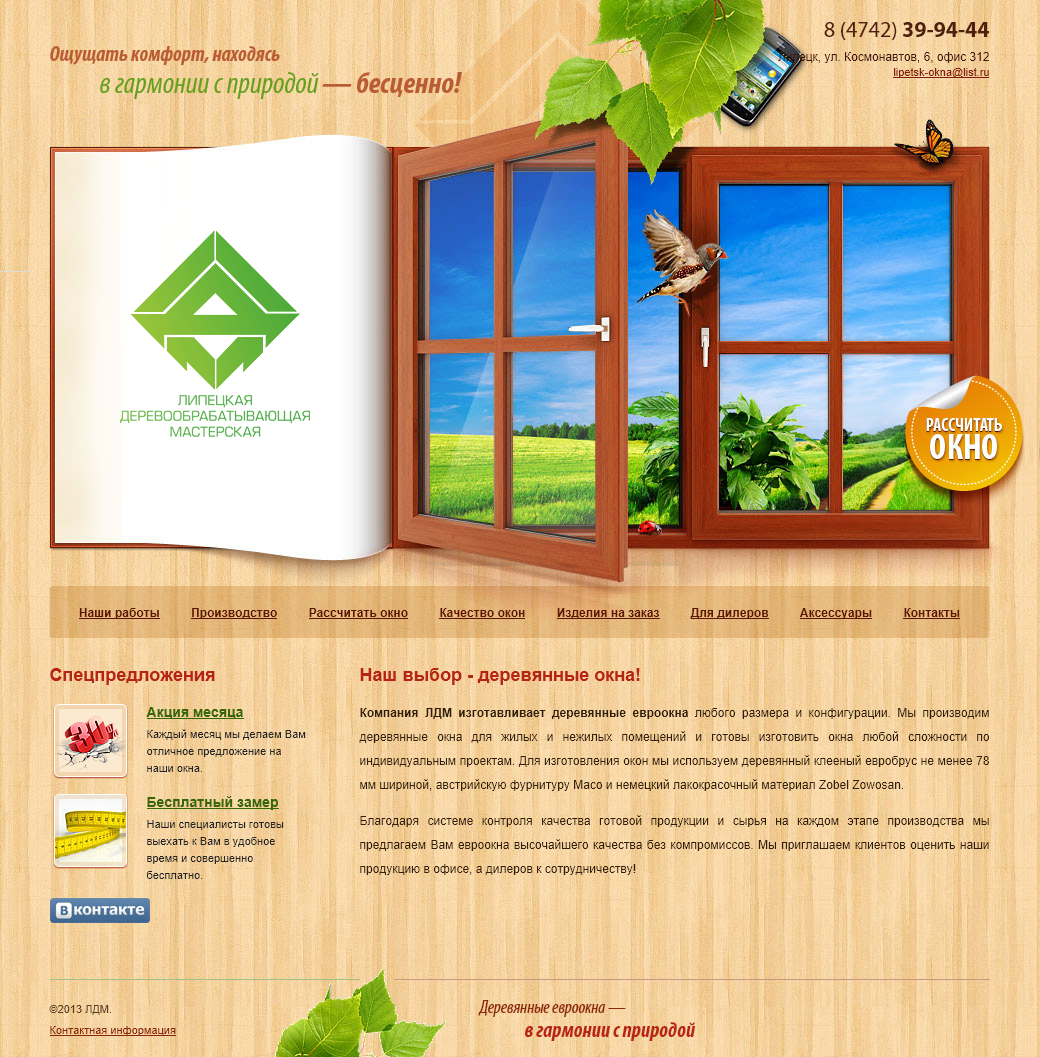 Ощущать комфорт, находясь
в гармонии с природой — бесценно!
8 (4742) 39-94-44
Липецк, ул. Космонавтов, 6, офис 312
lipetsk-okna@list.ru
ЛИПЕЦКАЯ
ДЕРЕВООБРАБАТЫВАЮЩАЯ
МАСТЕРСКАЯ
РАССЧИТАТЬ
ОКНО
Наши работы Производство Рассчитать окно Качество окон Изделия на заказ Для дилеров Аксессуары Контакты
Спецпредложения
30%
Акция месяца
Каждый месяц мы делаем Вам
отличное предложение на
наши окна.
Бесплатный замер
Наши специалисты готовы
выехать к Вам в удобное
время и совершенно
бесплатно.
В контакте
Наш выбор - деревянные окна!
Компания ЛДМ изготавливает деревянные евроокна любого размера и конфигурации. Мы производим
деревянные окна для жилых и нежилых помещений и готовы изготовить окна любой сложности по
индивидуальным проектам. Для изготовления окон мы используем деревянный клееный евробрус не менее 78
мм шириной, австрийскую фурнитуру Maco и немецкий лакокрасочный материал Zobel Zowosan.
Благодаря системе контроля качества готовой продукции и сырья на каждом этапе производства мы
предлагаем Вам евроокна высочайшего качества без компромиссов. Мы приглашаем клиентов оценить наши
продукцию в офисе, а дилеров к сотрудничеству!
©2013 ЛДМ.
Контактная информация
Деревянные евроокна —
в гармонии с природой